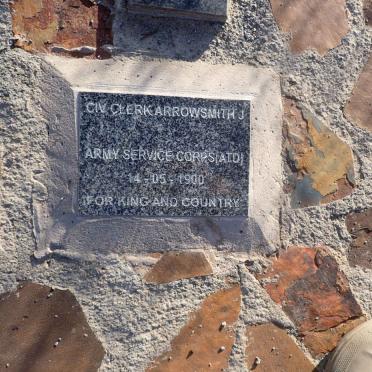 CIV CLERK ARROWSMITH J
ARMY SERVICE CORPS(ATD)
14 - 05 - 1900
FOR KING AND COUNTRY